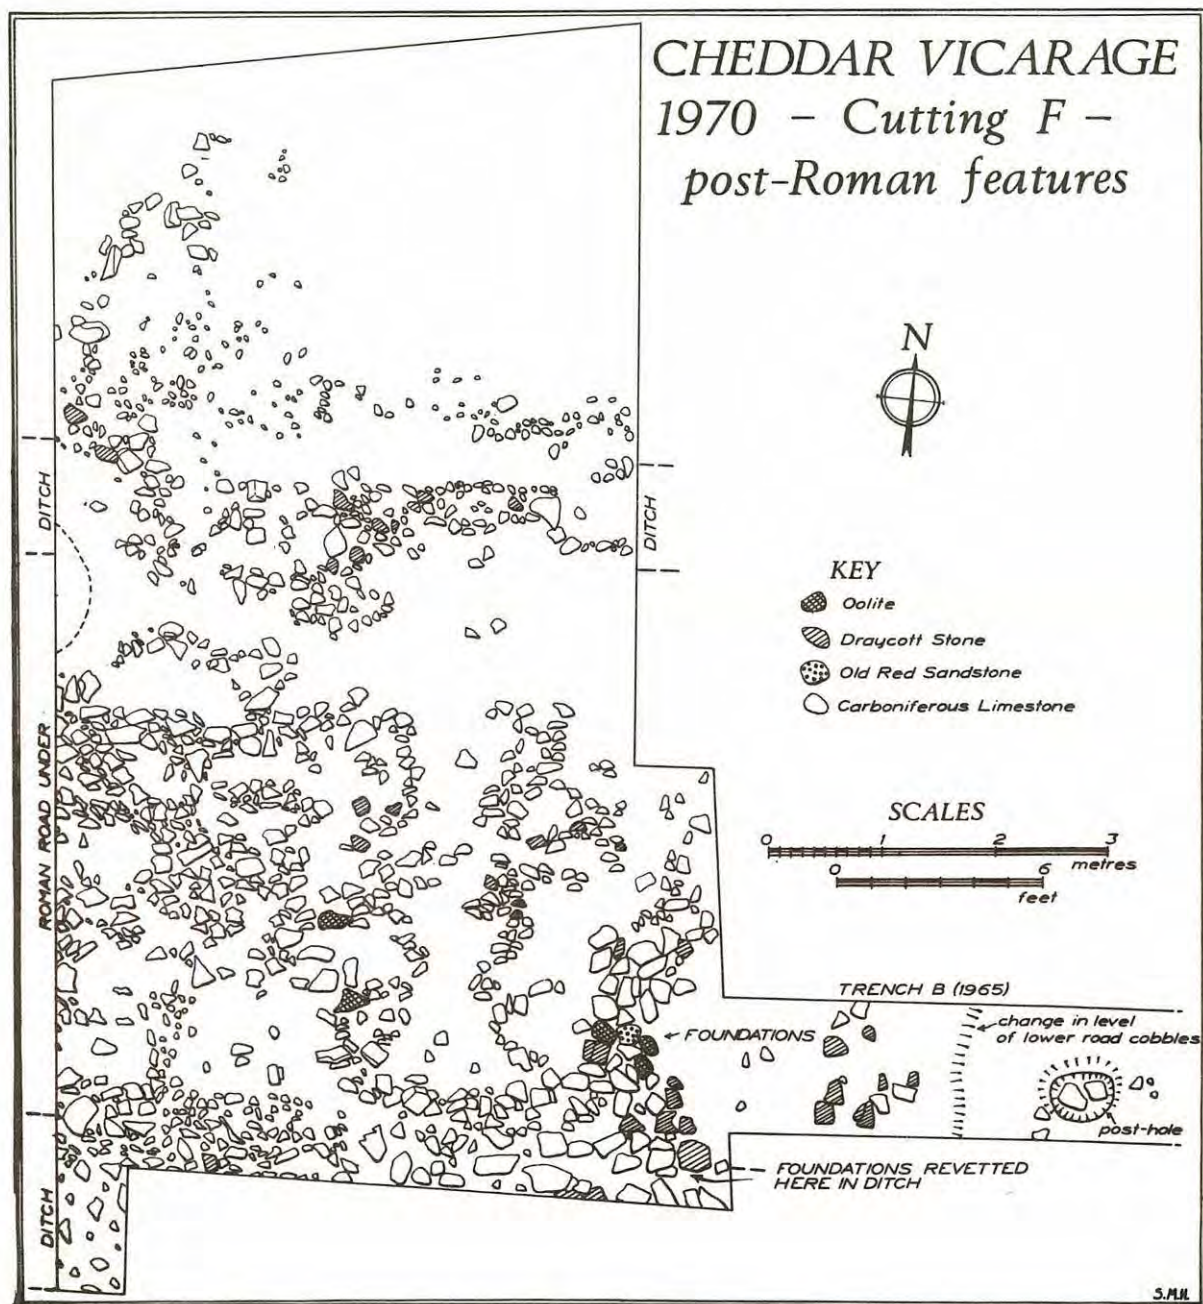 CHEDDAR VICARAGE
1970 – Cutting F –
post-Roman features
N
DITCH
DITCH
KEY
Oolite
Draycott Stone
Old Red Sandstone
Carboniferous Limestone
ROMAN ROAD UNDER
SCALES
0 1 2 3
metres
0 6
feet
TRENCH B (1965)
change in level
of lower road cobbles
FOUNDATIONS
post-hole
FOUNDATIONS REVETTED
HERE IN DITCH
DITCH
S.M.H.